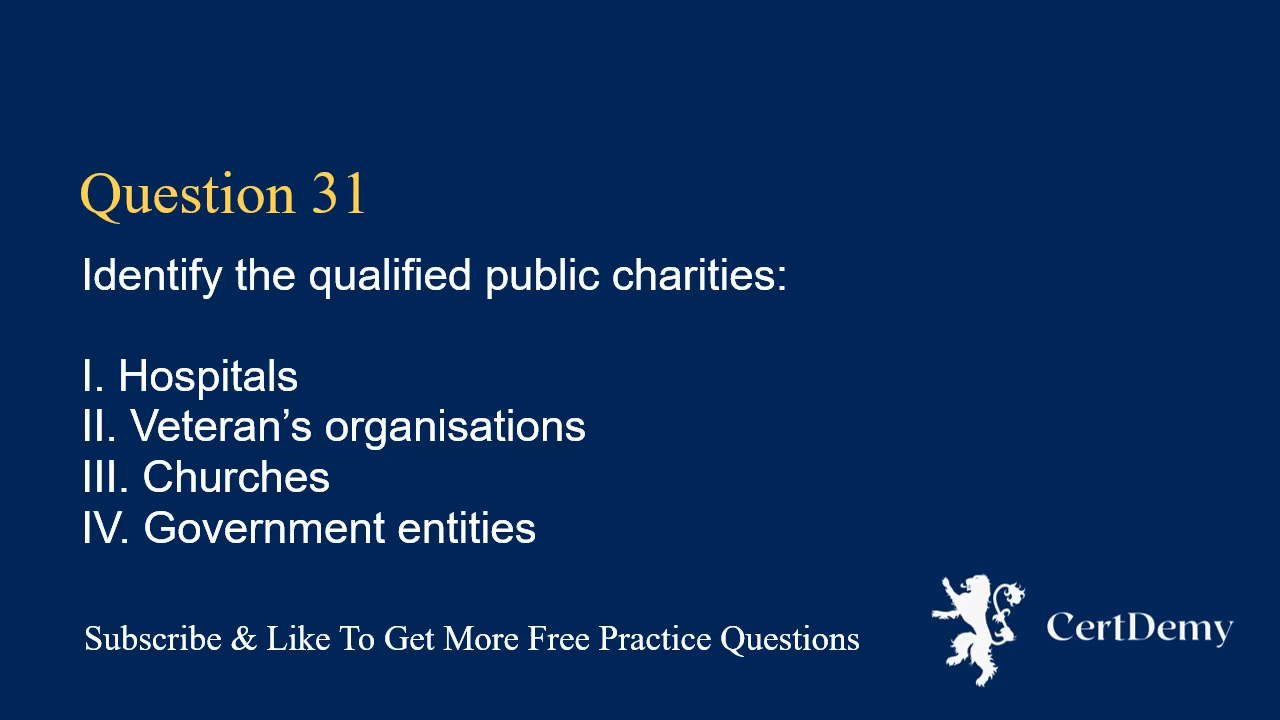 Question 31
Identify the qualified public charities:
I. Hospitals
II. Veteran’s organisations
III. Churches
IV. Government entities
Subscribe & Like To Get More Free Practice Questions
CertDemy